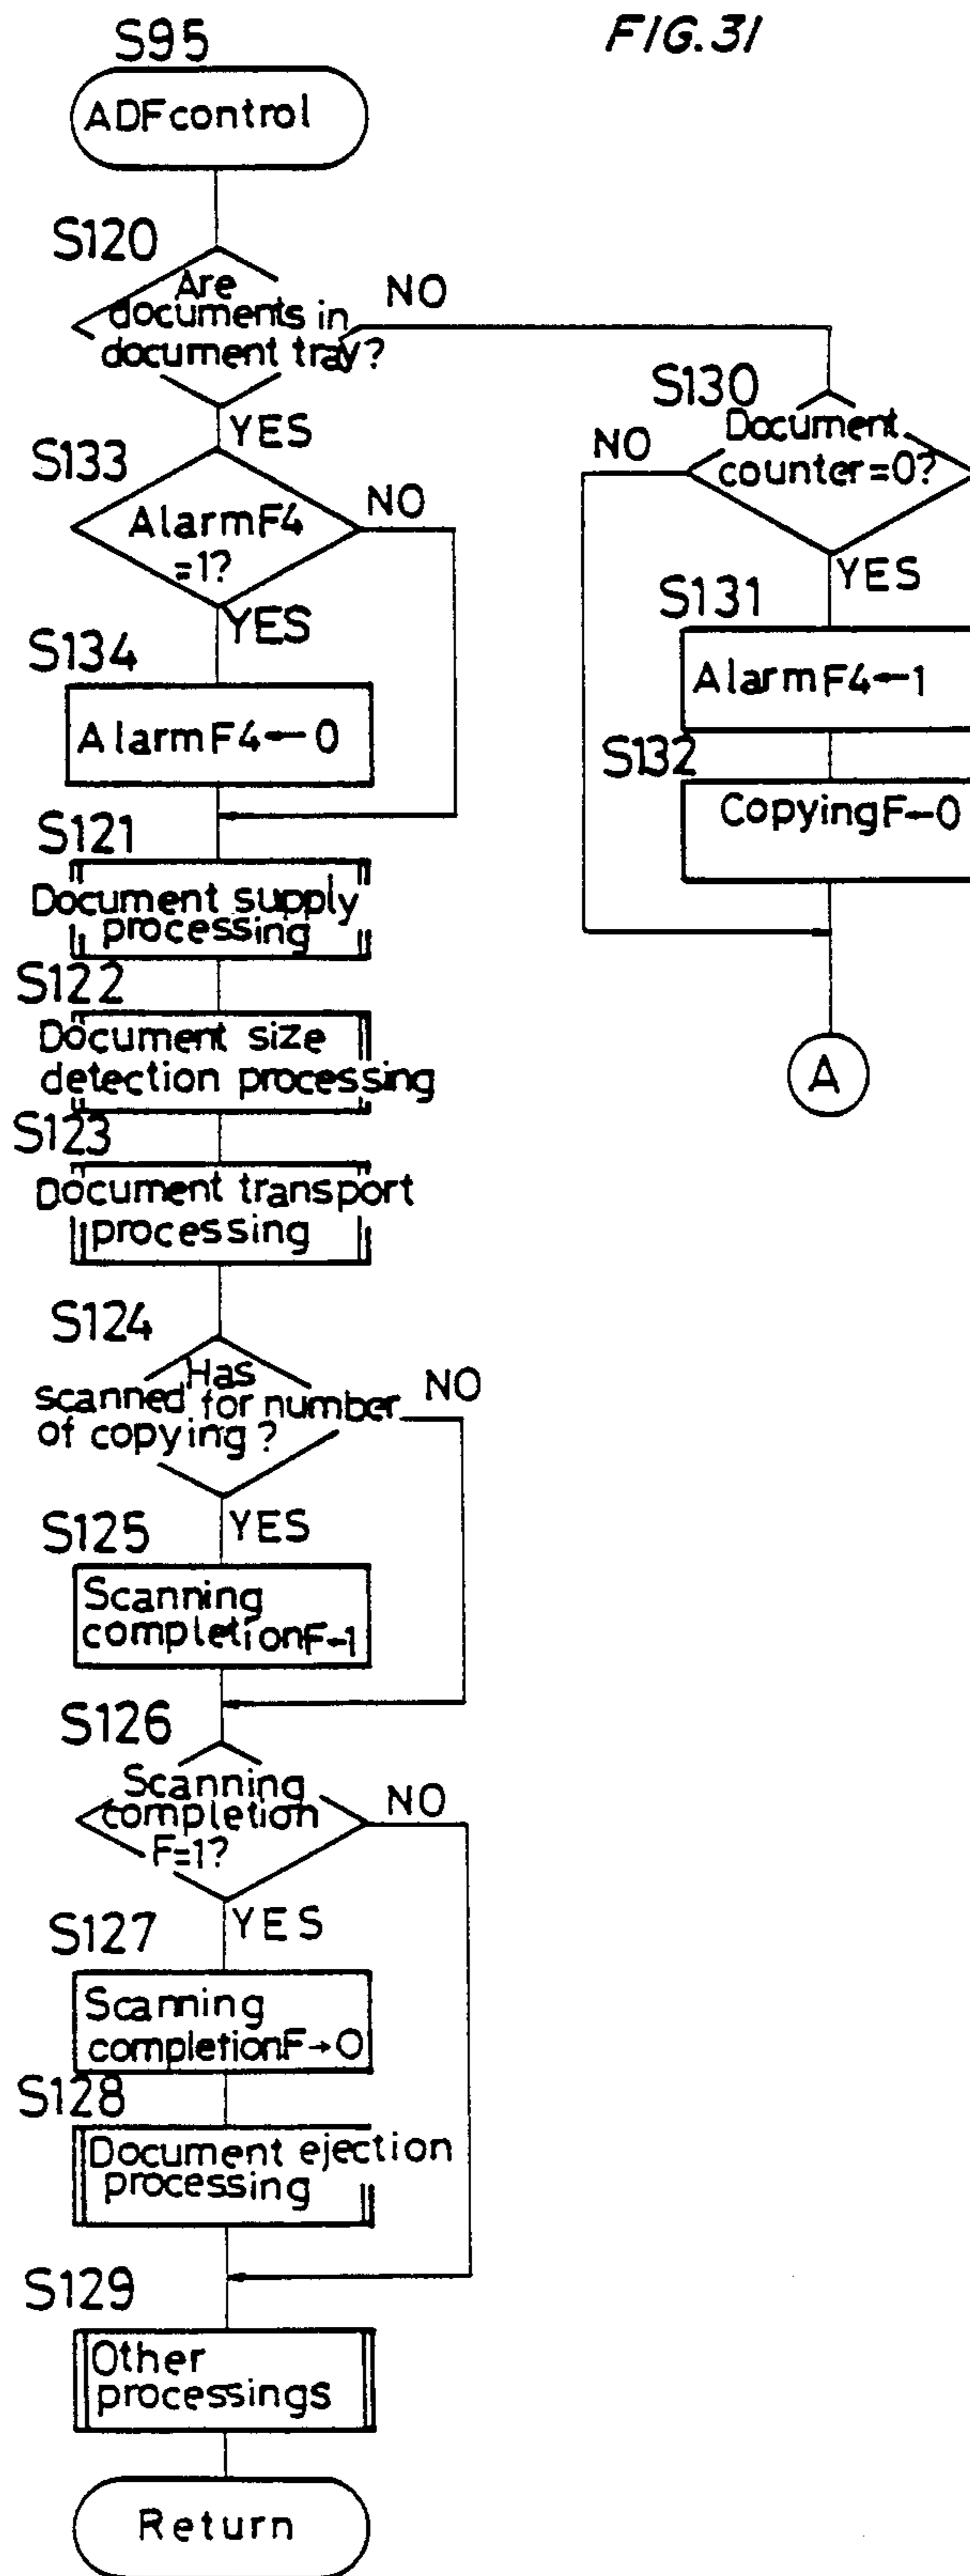 FIG.31
S95
ADFcontrol
S120
Are
documents in
document tray?
NO
YES
S133
AlarmF4
=1?
NO
YES
S134
AlarmF4←0
S121
Document supply
processing
S122
Document size
detection processing
S123
Document transport
processing
S124
Has
scanned for number
of copying?
NO
YES
S125
Scanning
completionF←1
S126
Scanning
completion
F=1?
NO
YES
S127
Scanning
completionF→0
S128
Document ejection
processing
S129
Other
processings
Return
S130
Document
counter=0?
NO
YES
S131
AlarmF4←1
S132
CopyingF←0
A